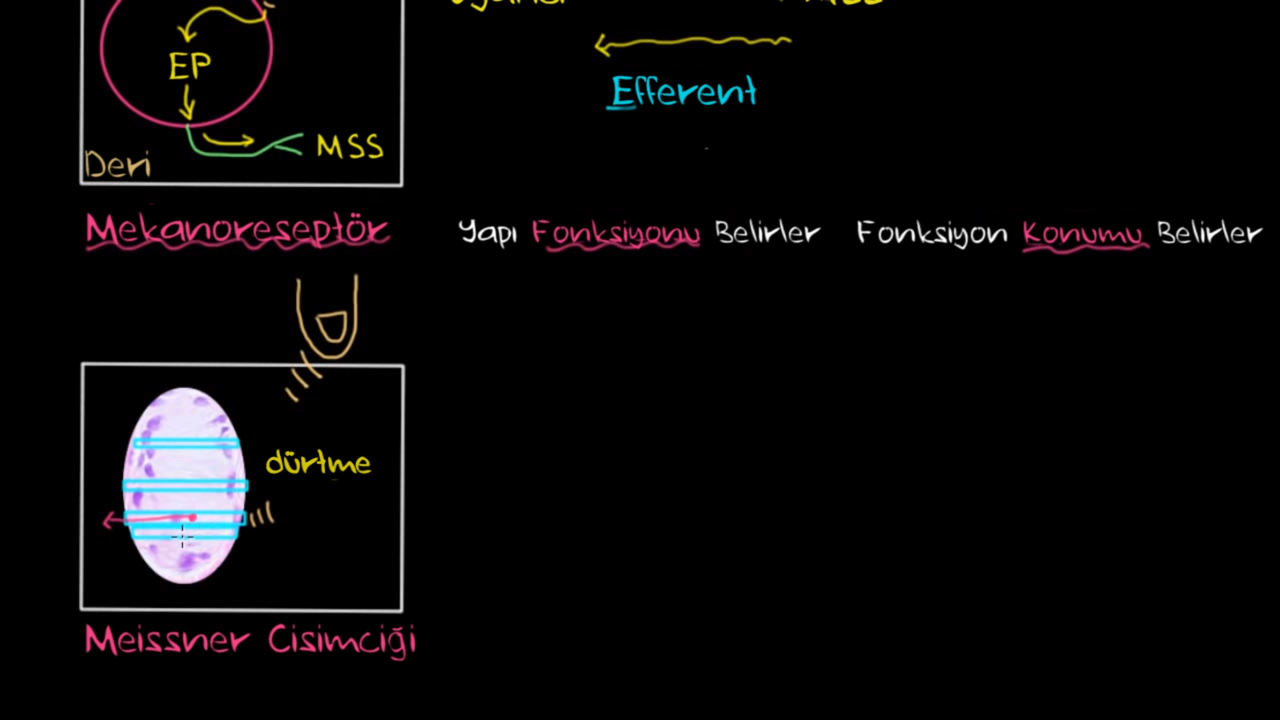 EP
Efferent
MSS
Deri
Mekanoreseptör
Yapı Fonksiyonu Belirler Fonksiyon Konumu Belirler
dürtme
Meissner Cisimciği